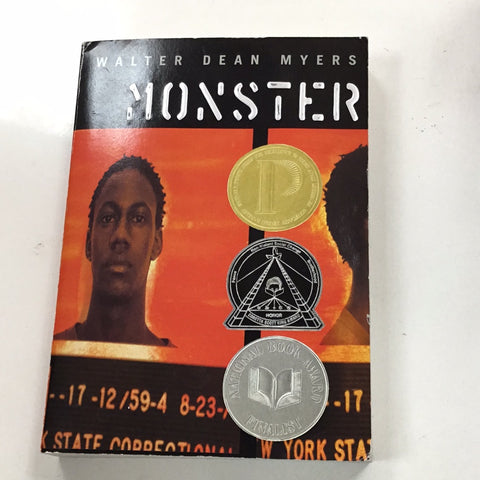 WALTER DEAN MYERS
MONSTER
P
HONOR
NATIONAL BOOK AWARD
FINALIST
--17 -12/59-4 8-23-
--17
STATE CORRECTIONAL
W YORK STAT